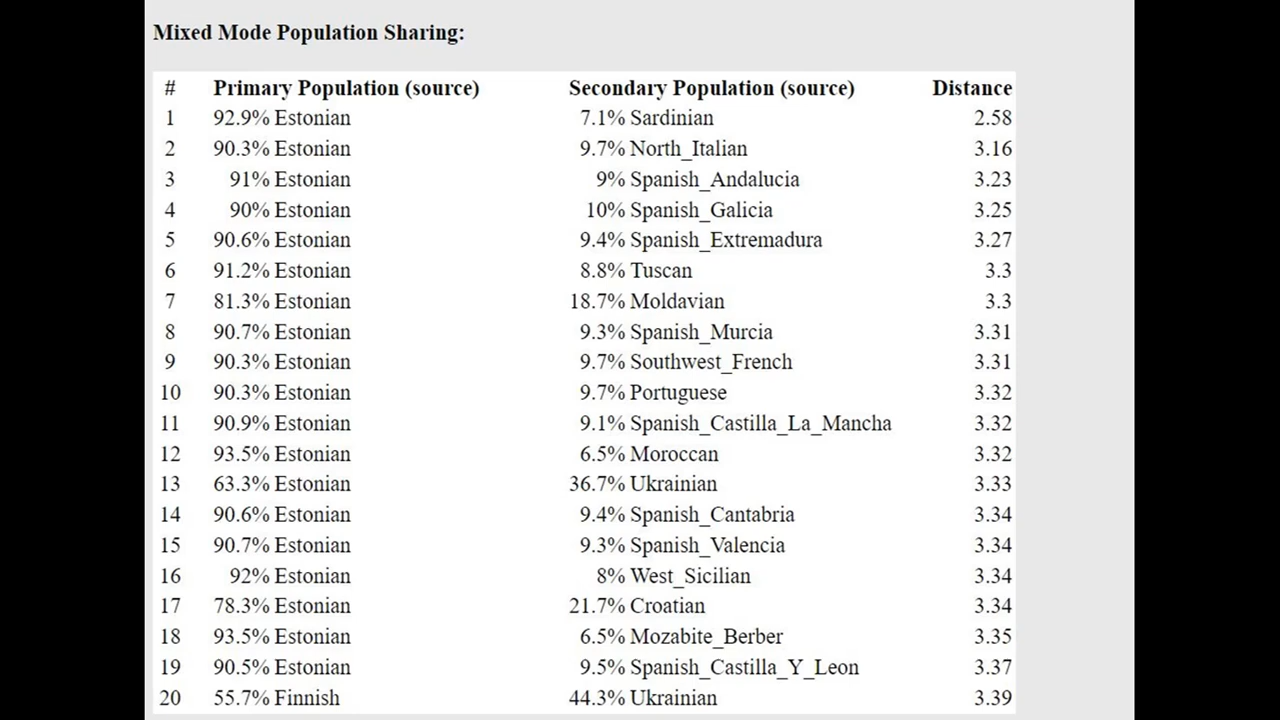 Mixed Mode Population Sharing:
# Primary Population (source) Secondary Population (source) Distance
1 92.9% Estonian 7.1% Sardinian 2.58
2 90.3% Estonian 9.7% North_Italian 3.16
3 91% Estonian 9% Spanish_Andalucia 3.23
4 90% Estonian 10% Spanish_Galicia 3.25
5 90.6% Estonian 9.4% Spanish_Extremadura 3.27
6 91.2% Estonian 8.8% Tuscan 3.3
7 81.3% Estonian 18.7% Moldavian 3.3
8 90.7% Estonian 9.3% Spanish_Murcia 3.31
9 90.3% Estonian 9.7% Southwest_French 3.31
10 90.3% Estonian 9.7% Portuguese 3.32
11 90.9% Estonian 9.1% Spanish_Castilla_La_Mancha 3.32
12 93.5% Estonian 6.5% Moroccan 3.32
13 63.3% Estonian 36.7% Ukrainian 3.33
14 90.6% Estonian 9.4% Spanish_Cantabria 3.34
15 90.7% Estonian 9.3% Spanish_Valencia 3.34
16 92% Estonian 8% West_Sicilian 3.34
17 78.3% Estonian 21.7% Croatian 3.34
18 93.5% Estonian 6.5% Mozabite_Berber 3.35
19 90.5% Estonian 9.5% Spanish_Castilla_Y_Leon 3.37
20 55.7% Finnish 44.3% Ukrainian 3.39